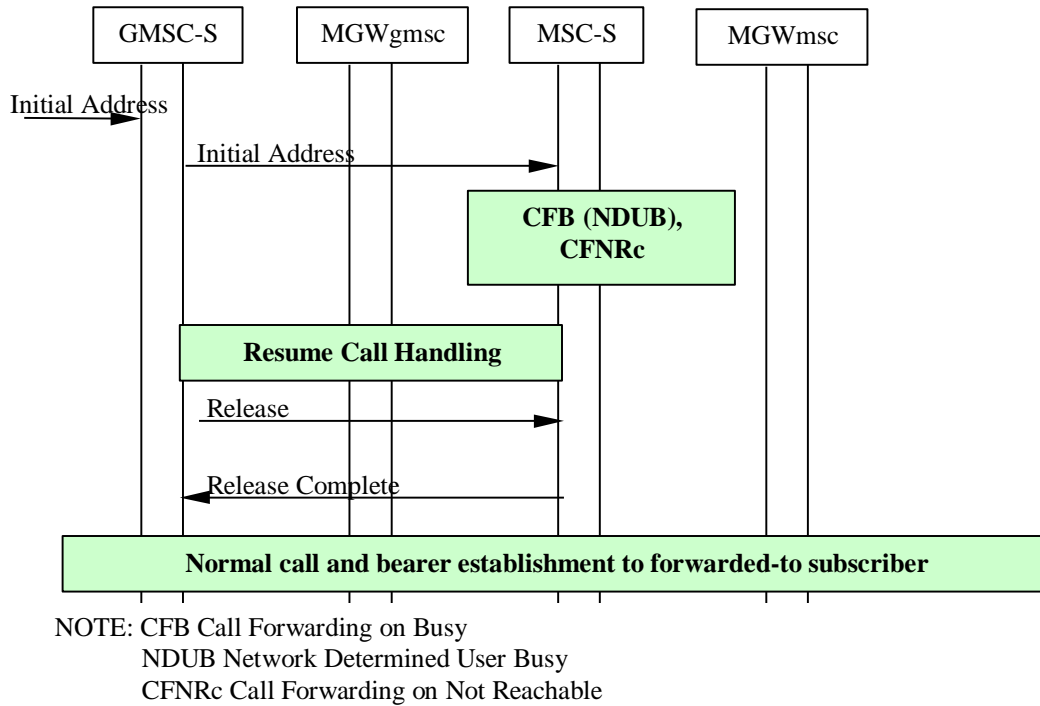 GMSC-S
MGWgmsc
MSC-S
MGWmsc
Initial Address
Initial Address
CFB (NDUB),
CFNRc
Resume Call Handling
Release
Release Complete
Normal call and bearer establishment to forwarded-to subscriber
NOTE: CFB Call Forwarding on Busy
NDUB Network Determined User Busy
CFNRc Call Forwarding on Not Reachable